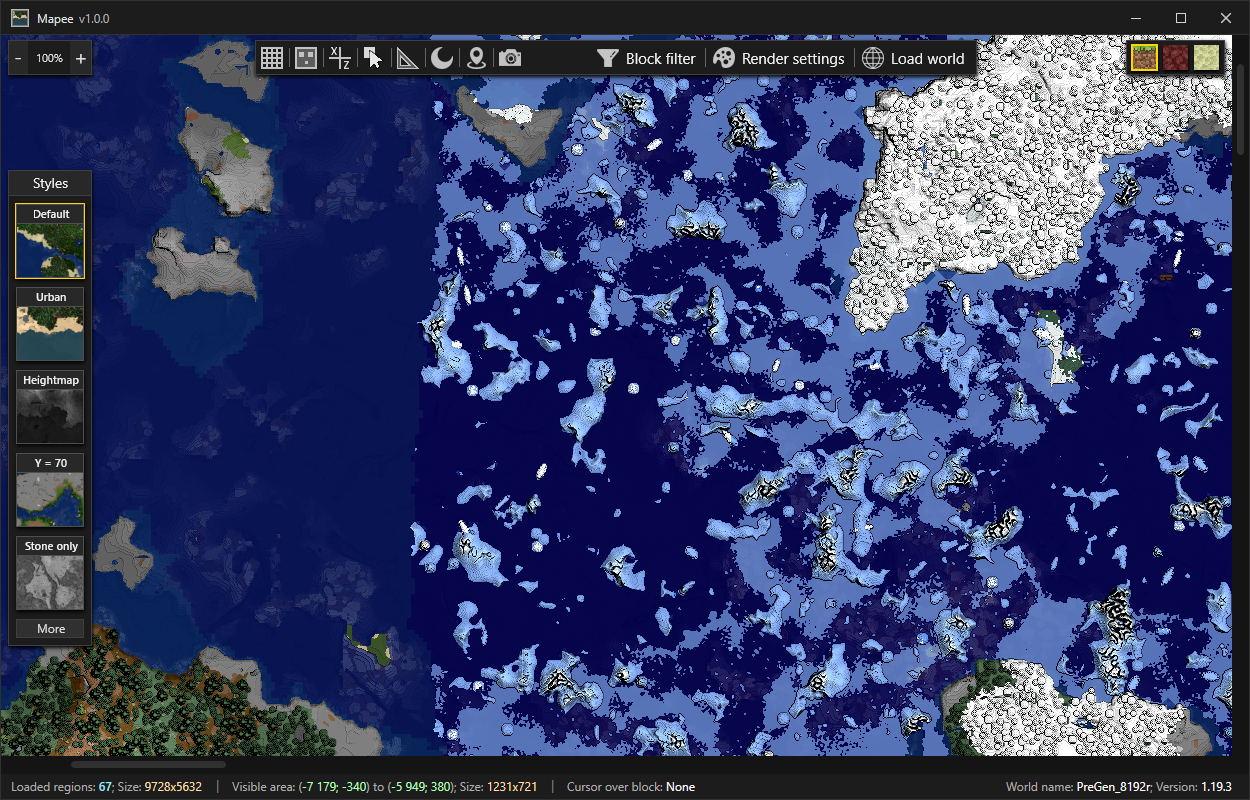 Mapee v1.0.0
- 100% +
X Z
Block filter
Render settings
Load world
Styles
Default
Urban
Heightmap
Y = 70
Stone only
More
Loaded regions: 67; Size: 9728x5632 | Visible area: (-7 179; -340) to (-5 949; 380); Size: 1231x721 | Cursor over block: None
World name: PreGen_8192r; Version: 1.19.3